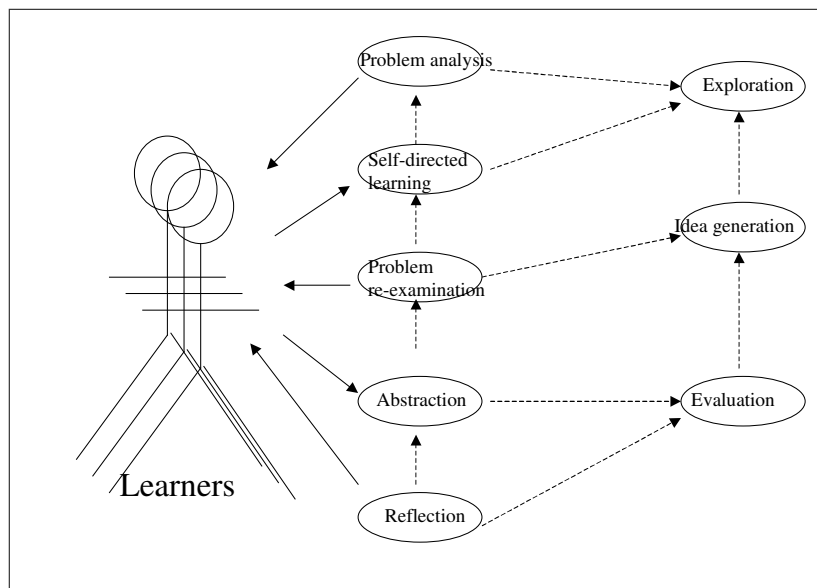 Problem analysis
Exploration
Self-directed
learning
Idea generation
Problem
re-examination
Abstraction
Evaluation
Learners
Reflection